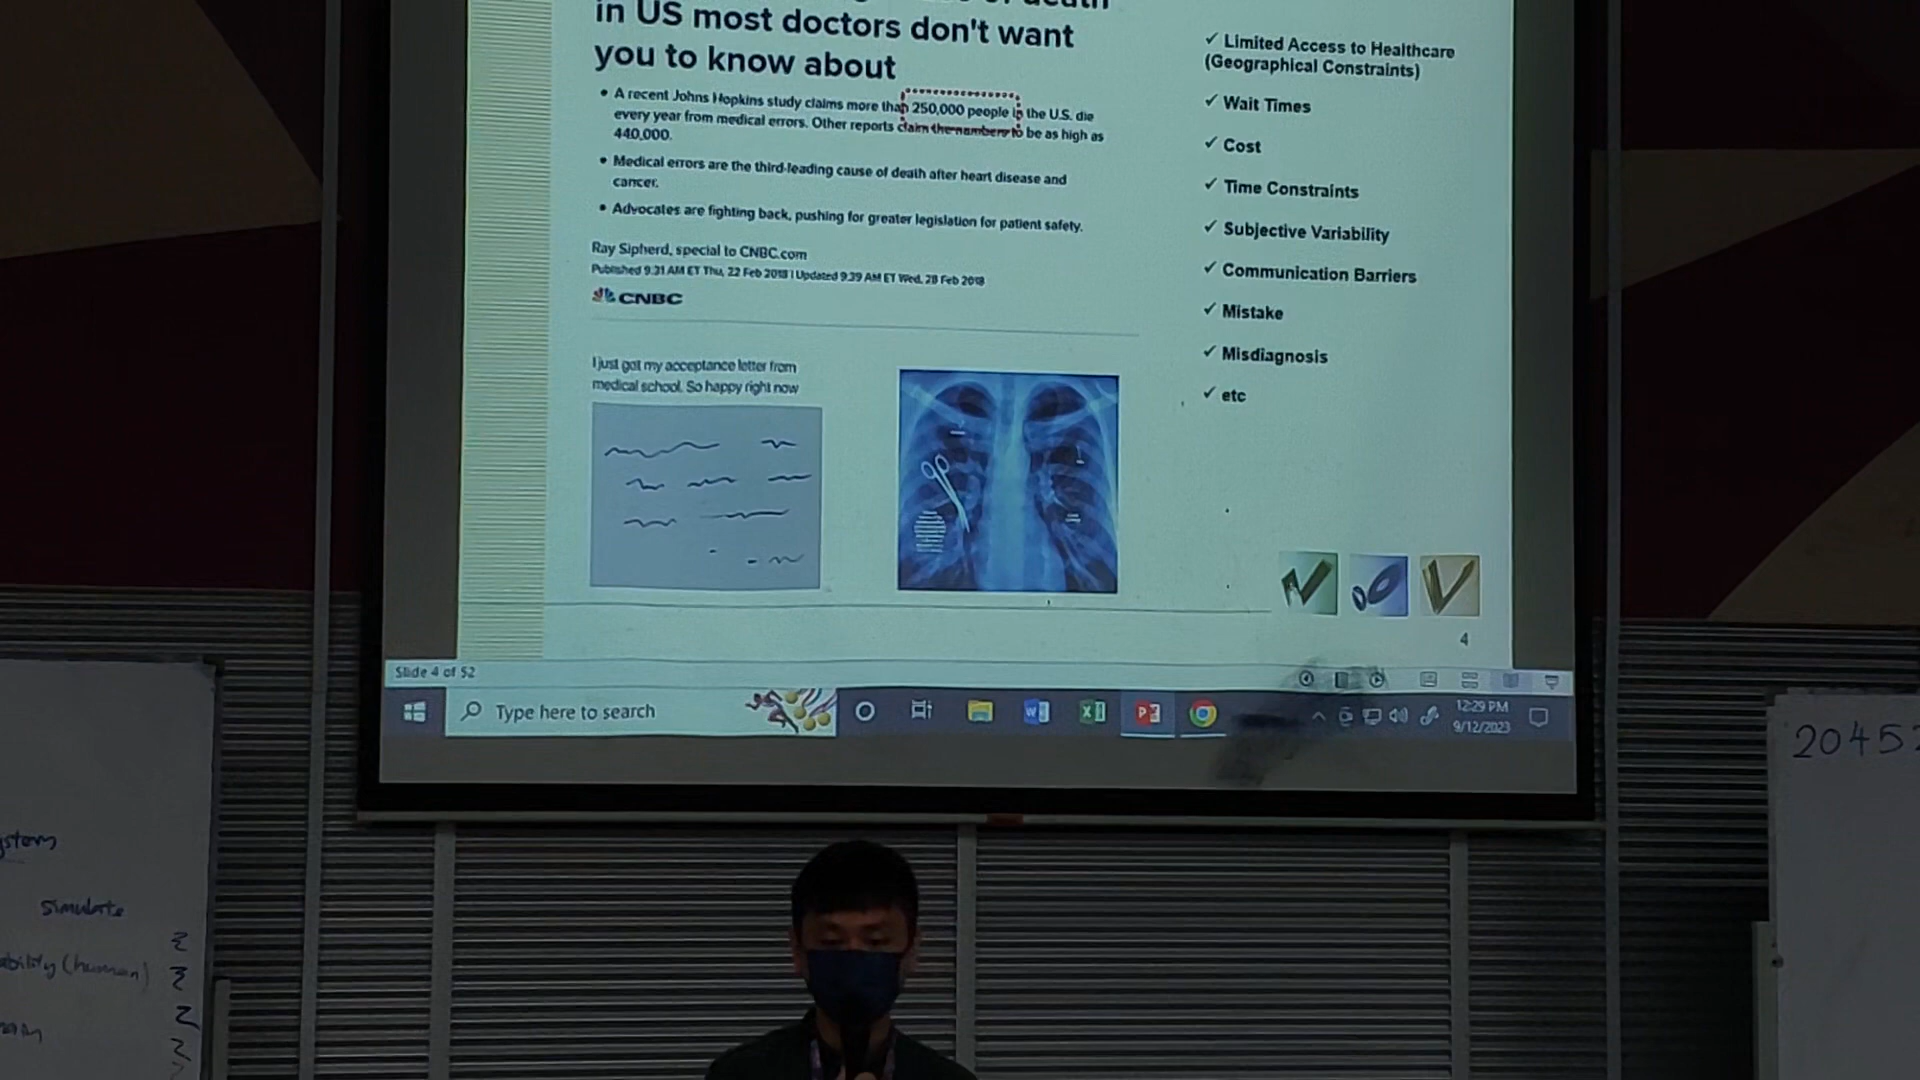 in US most doctors don't want
you to know about
• A recent Johns Hopkins study claims more than 250,000 people in the U.S. die
every year from medical errors. Other reports claim the numbers to be as high as
440,000.
• Medical errors are the third-leading cause of death after heart disease and
cancer.
• Advocates are fighting back, pushing for greater legislation for patient safety.
Ray Sipherd, special to CNBC.com
Published 9:31 AM ET Thu, 22 Feb 2018 | Updated 9:39 AM ET Wed, 28 Feb 2018
CNBC
I just got my acceptance letter from
medical school. So happy right now
✓ Limited Access to Healthcare
(Geographical Constraints)
✓ Wait Times
✓ Cost
✓ Time Constraints
✓ Subjective Variability
✓ Communication Barriers
✓ Mistake
✓ Misdiagnosis
✓ etc
4
Slide 4 of 52
Type here to search
12:29 PM
9/12/2023
2045
simulate
(human)